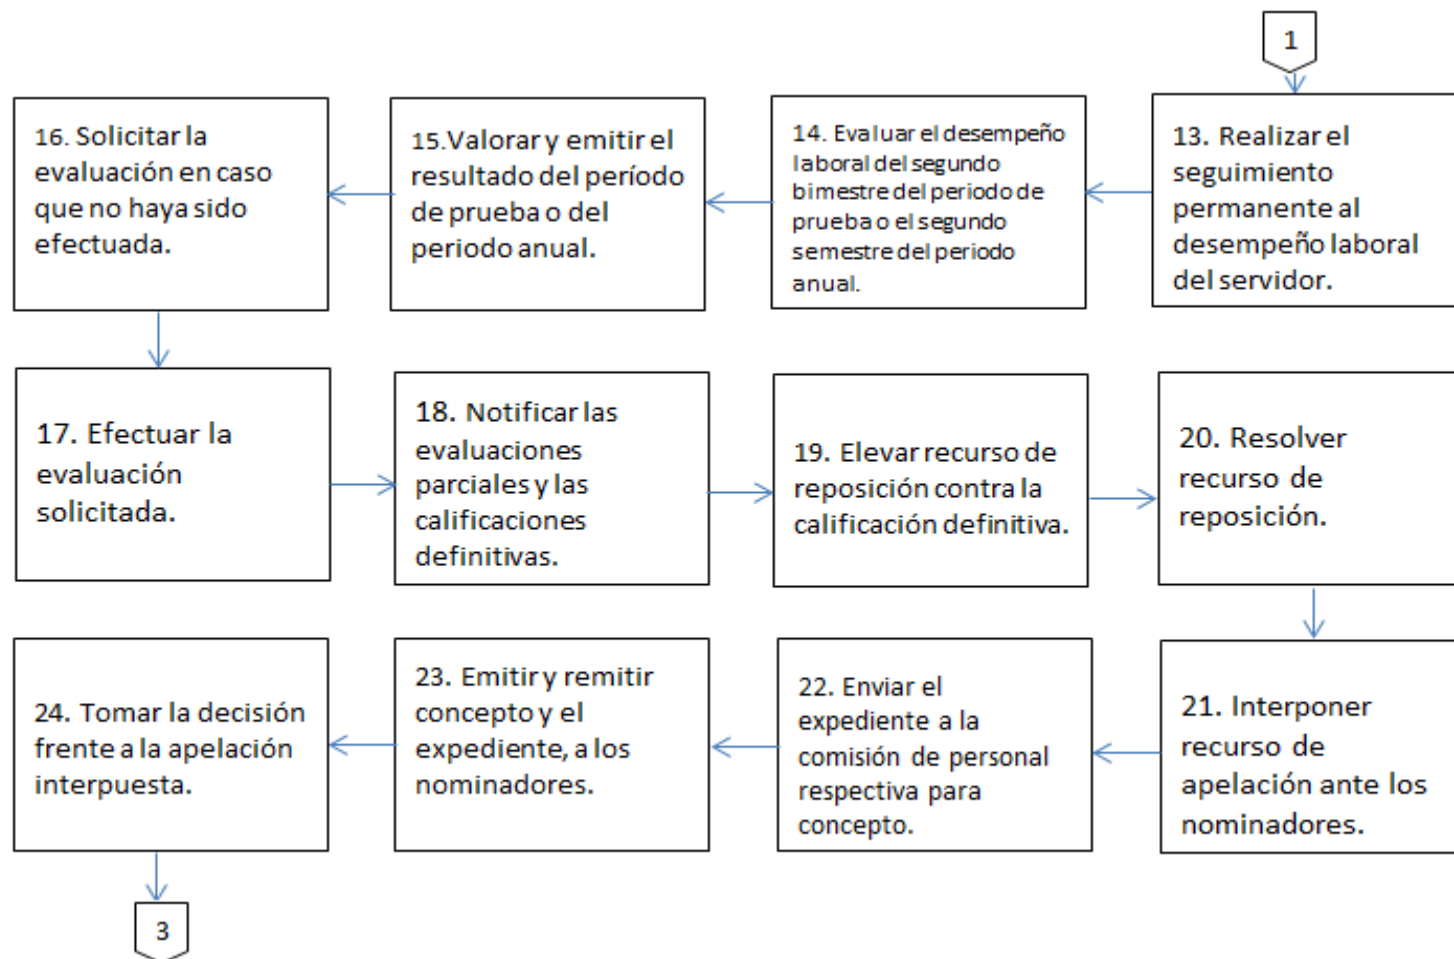 1
13. Realizar el
seguimiento
permanente al
desempeño laboral
del servidor.
14. Evaluar el desempeño
laboral del segundo
bimestre del periodo de
prueba o el segundo
semestre del periodo
anual.
15.Valorar y emitir el
resultado del período
de prueba o del
periodo anual.
16. Solicitar la
evaluación en caso
que no haya sido
efectuada.
17. Efectuar la
evaluación
solicitada.
18. Notificar las
evaluaciones
parciales y las
calificaciones
definitivas.
19. Elevar recurso de
reposición contra la
calificación definitiva.
20. Resolver
recurso de
reposición.
21. Interponer
recurso de
apelación ante los
nominadores.
22. Enviar el
expediente a la
comisión de personal
respectiva para
concepto.
23. Emitir y remitir
concepto y el
expediente, a los
nominadores.
24. Tomar la decisión
frente a la apelación
interpuesta.
3